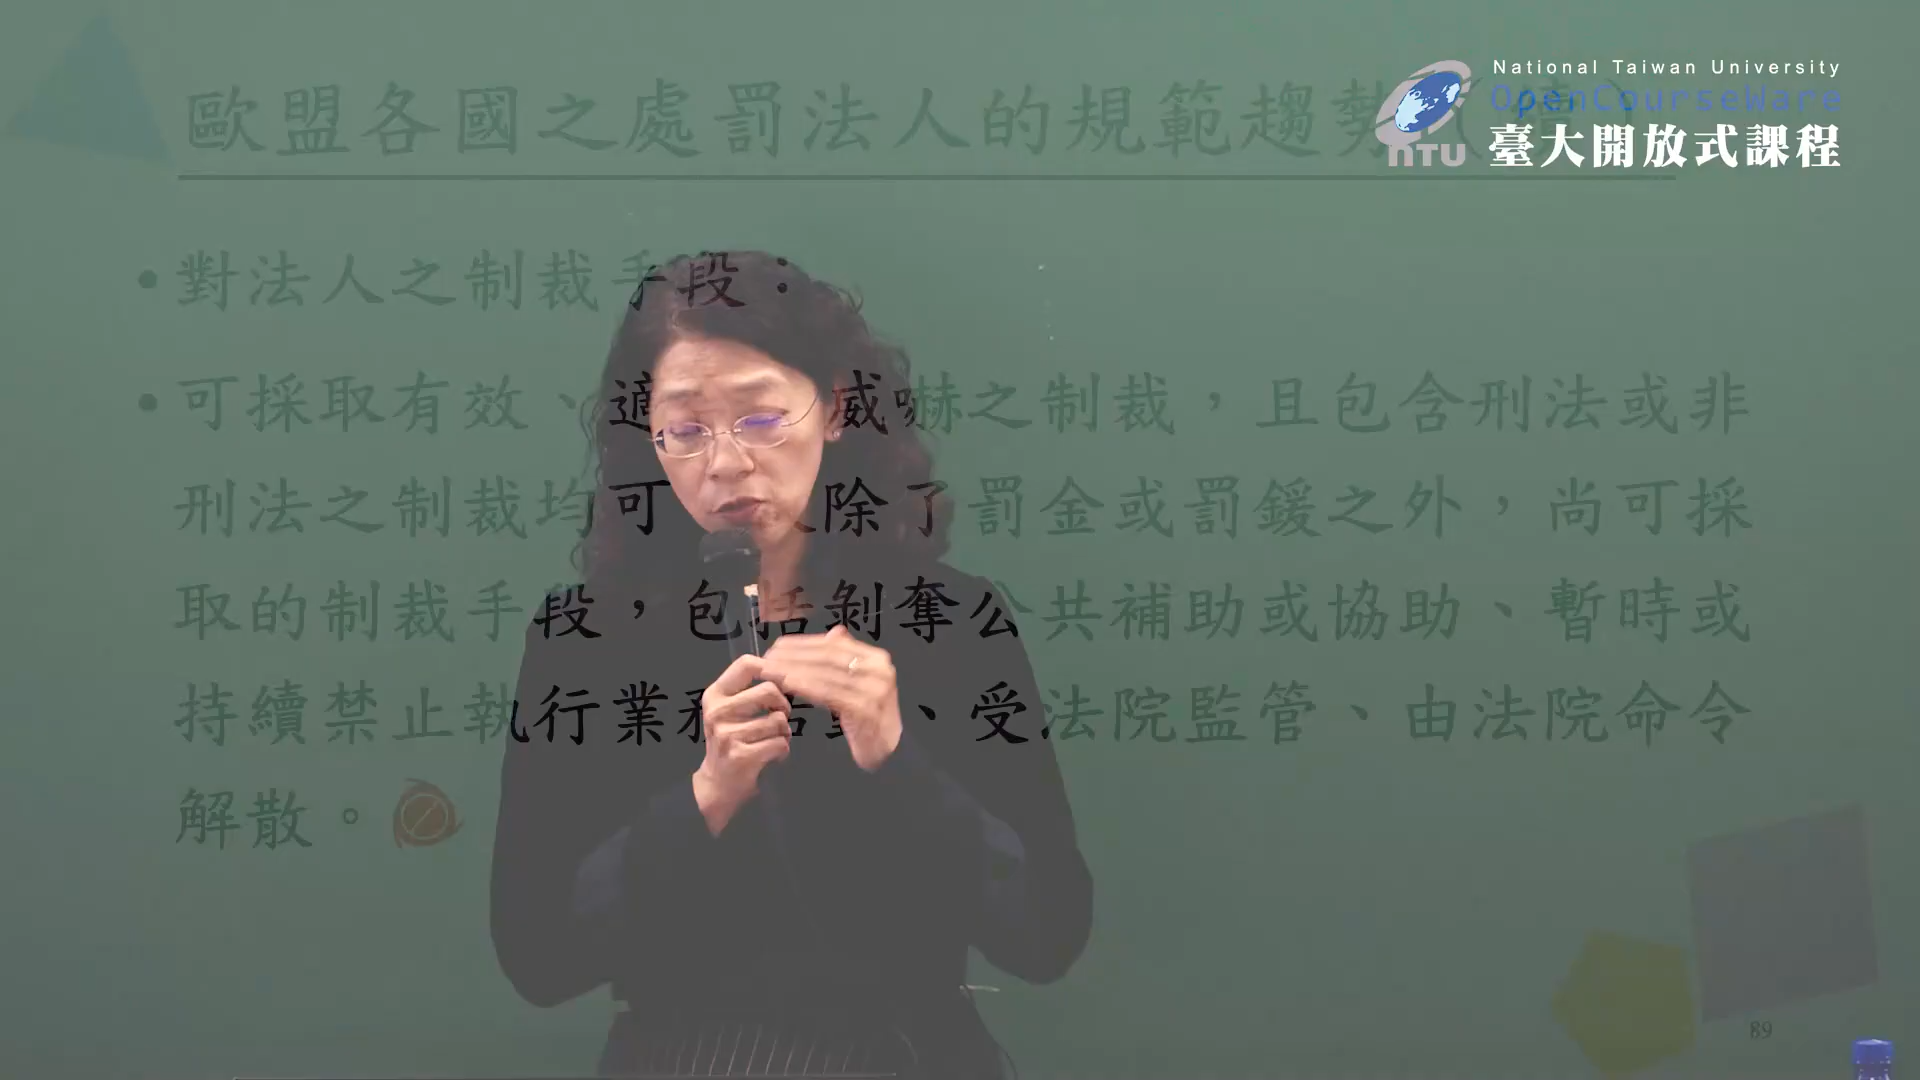 National Taiwan University
OpenCourseWare
臺大開放式課程
NTU
歐盟各國之處罰法人的規範趨勢
•對法人之制裁手段：
•可採取有效、適 威嚇之制裁，且包含刑法或非
刑法之制裁均可 除了罰金或罰鍰之外，尚可採
取的制裁手段，包括剝奪公共補助或協助、暫時或
持續禁止執行業務活動、受法院監管、由法院命令
解散。
89